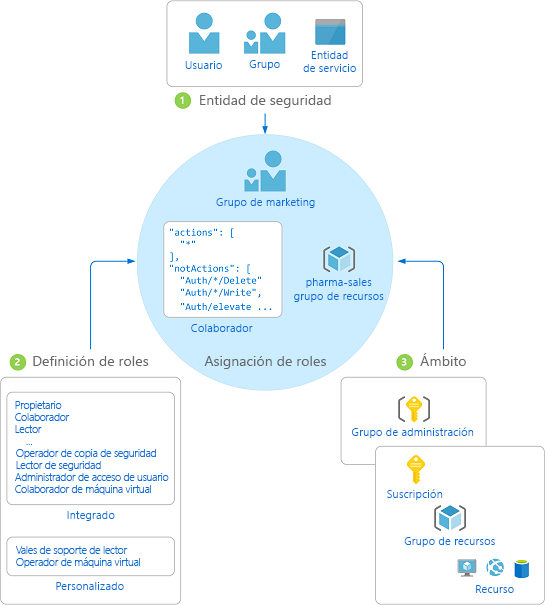 Usuario
Grupo
Entidad
de servicio
1 Entidad de seguridad
Grupo de marketing
"actions": [
"*"
],
"notActions": [
"Auth/*/Delete"
"Auth/*/Write",
"Auth/elevate ...
Colaborador
pharma-sales
grupo de recursos
Asignación de roles
2 Definición de roles
Propietario
Colaborador
Lector
...
Operador de copia de seguridad
Lector de seguridad
Administrador de acceso de usuario
Colaborador de máquina virtual
Integrado
Vales de soporte de lector
Operador de máquina virtual
Personalizado
3 Ámbito
Grupo de administración
Suscripción
Grupo de recursos
Recurso